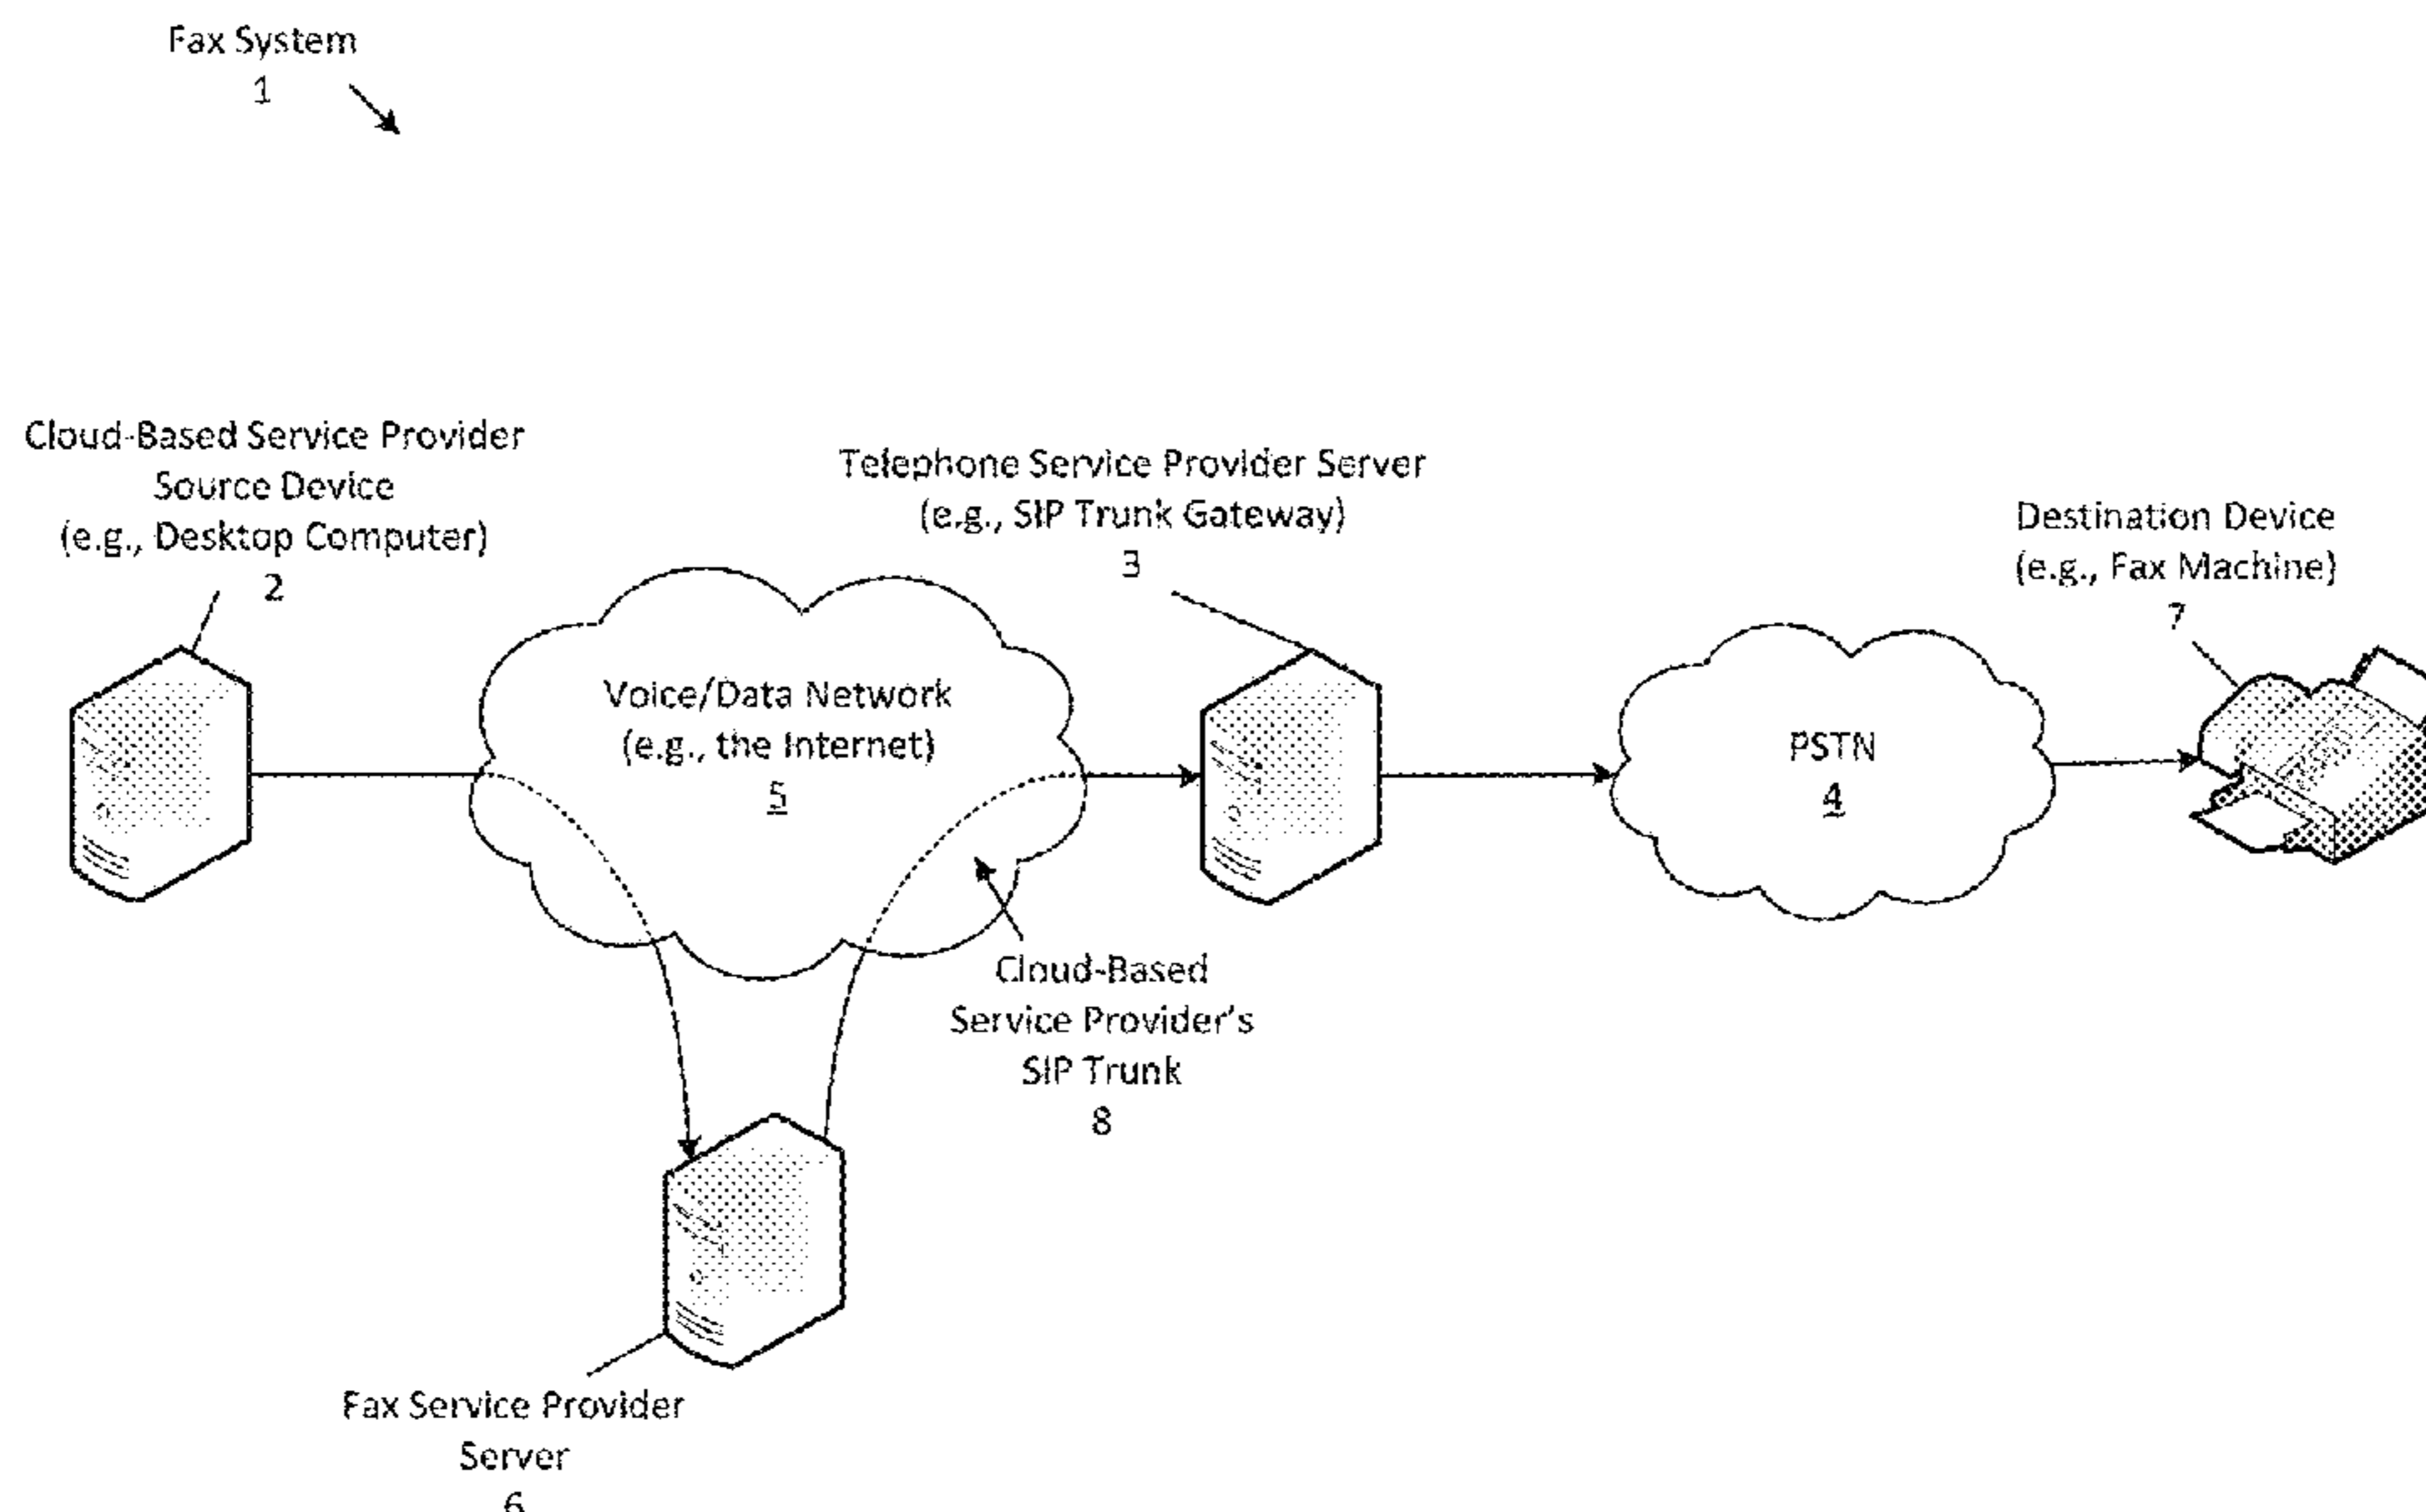 Fax System
1
Cloud-Based Service Provider
Source Device
(e.g., Desktop Computer)
2
Telephone Service Provider Server
(e.g., SIP Trunk Gateway)
3
Destination Device
(e.g., Fax Machine)
7
Voice/Data Network
(e.g., the Internet)
5
PSTN
4
Cloud-Based
Service Provider's
SIP Trunk
8
Fax Service Provider
Server
6